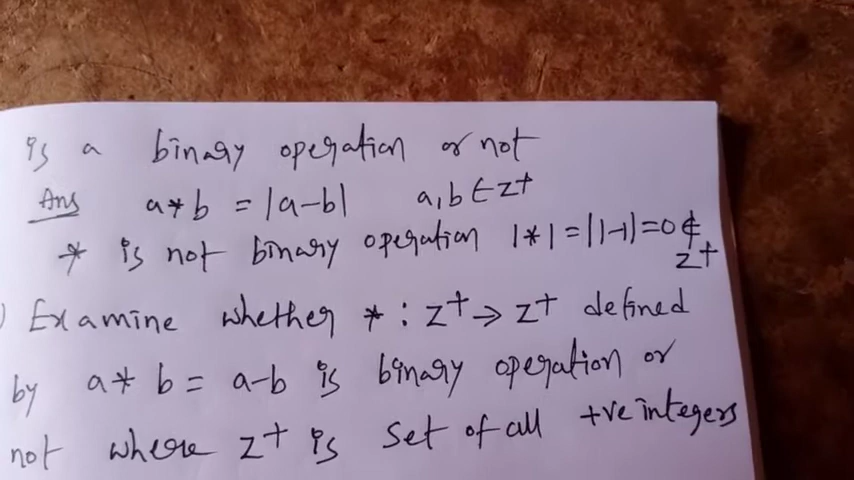 is a binary operation or not
Ans a*b = |a-b| a,b ∈ Z+
* is not binary operation 1*1 = |1-1| = 0 ∉
Z+
) Examine whether * : Z+ → Z+ defined
by a* b = a-b is binary operation or
not where Z+ is set of all +ve integers